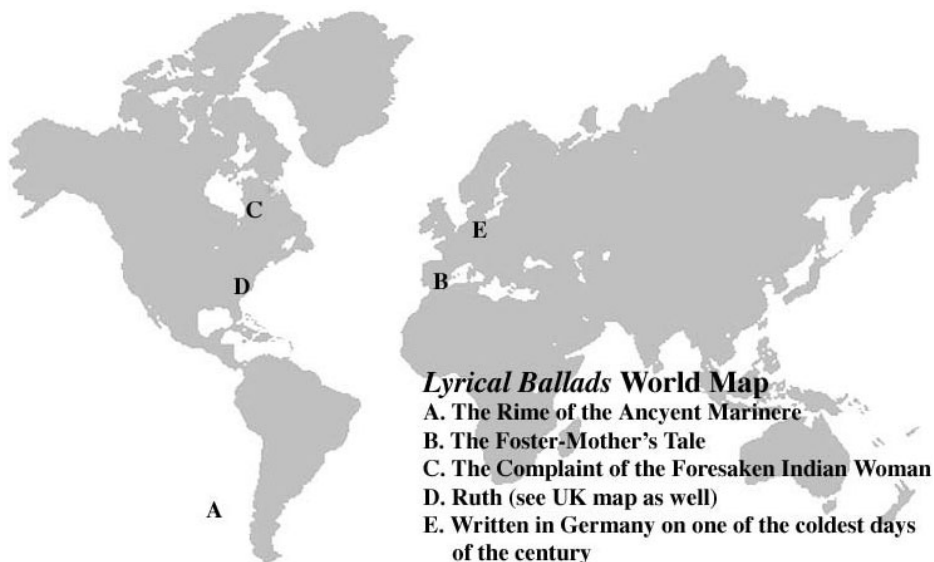 C
E
D
B
Lyrical Ballads World Map
A. The Rime of the Ancyent Marinere
B. The Foster-Mother's Tale
C. The Complaint of the Foresaken Indian Woman
D. Ruth (see UK map as well)
A
E. Written in Germany on one of the coldest days
of the century